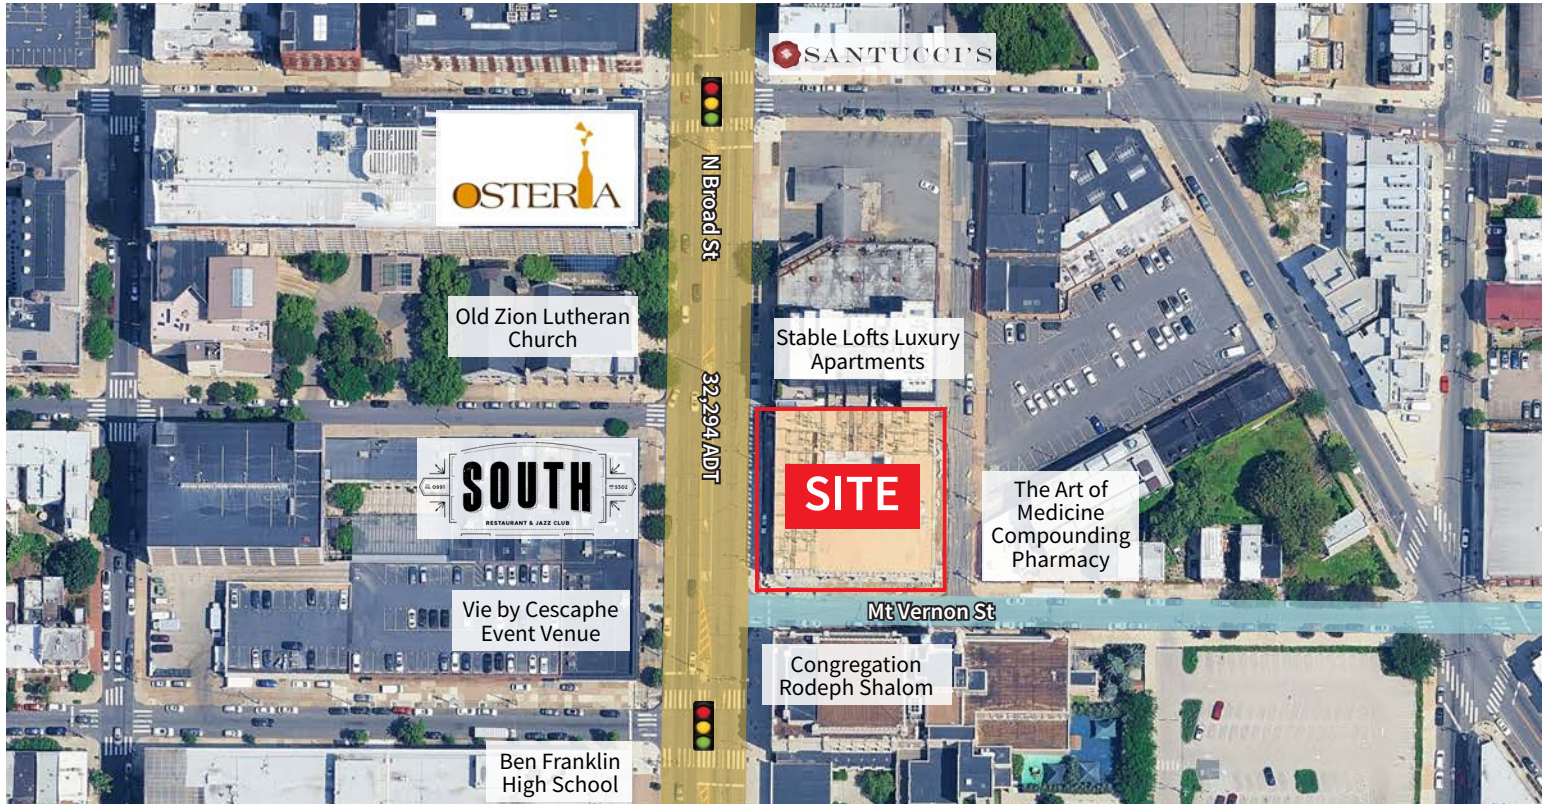 SANTUCCI'S
OSTERIA
N Broad St
Old Zion Lutheran
Church
Stable Lofts Luxury
Apartments
32,294 ADT
SOUTH
RESTAURANT & JAZZ CLUB
SITE
The Art of
Medicine
Compounding
Pharmacy
Vie by Cescaphe
Event Venue
Mt Vernon St
Congregation
Rodeph Shalom
Ben Franklin
High School